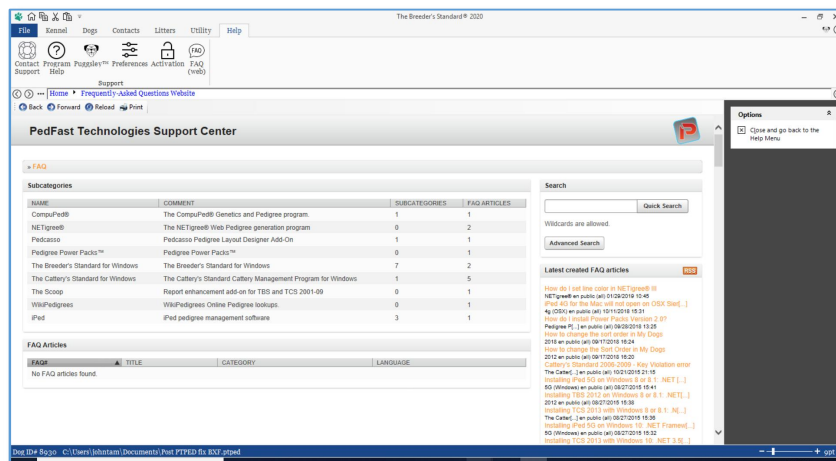 The Breeder's Standard® 2020
File Kennel Dogs Contacts Litters Utility Help
Contact Support Program Help Puggsley™ Preferences Activation FAQ (web)
Support
Home Frequently-Asked Questions Website
Back Forward Reload Print
Options
Close and go back to the Help Menu
PedFast Technologies Support Center
» FAQ
Subcategories
NAME COMMENT SUBCATEGORIES FAQ ARTICLES
CompuPed® The CompuPed® Genetics and Pedigree program. 1 1
NETigree® The NETigree® Web Pedigree generation program 0 2
Pedcasso Pedcasso Pedigree Layout Designer Add-On 1 1
Pedigree Power Packs™ Pedigree Power Packs™ 0 1
The Breeder's Standard for Windows The Breeder's Standard for Windows 7 2
The Cattery's Standard for Windows The Cattery's Standard Cattery Management Program for Windows 1 5
The Scoop Report enhancement add-on for TBS and TCS 2001-09 0 1
WikiPedigrees WikiPedigrees Online Pedigree lookups. 0 1
iPed iPed pedigree management software 3 1
FAQ Articles
FAQ# TITLE CATEGORY LANGUAGE
No FAQ articles found.
Search
Quick Search
Wildcards are allowed.
Advanced Search
Latest created FAQ articles RSS
How do I set line color in NETigree® III
NETigree® en public (all) 01/29/2019 10:45
iPed 4G for the Mac will not open on OSX Sier[...]
4g (OSX) en public (all) 10/11/2018 15:31
How do I install Power Packs Version 2.0?
Pedigree P[...] en public (all) 09/28/2018 13:25
How to change the sort order in My Dogs
2018 en public (all) 09/17/2018 16:24
How to change the Sort Order in My Dogs
2012 en public (all) 09/17/2018 16:20
Cattery's Standard 2006-2009 - Key Violation error
The Catter[...] en public (all) 10/21/2015 21:15
Installing iPed 5G on Windows 8 or 8.1: .NET [...]
5G (Windows) en public (all) 08/27/2015 15:41
Installing TBS 2012 on Windows 8 or 8.1: .NET[...]
2012 en public (all) 08/27/2015 15:38
Installing TCS 2013 with Windows 8 or 8.1: .N[...]
The Catter[...] en public (all) 08/27/2015 15:36
Installing iPed 5G on Windows 10: .NET Framew[...]
5G (Windows) en public (all) 08/27/2015 15:32
Installing TCS 2013 with Windows 10: .NET 3.5[...]
Dog ID# 8930 C:\Users\johntam\Documents\Post PTPED fix BXF.ptped